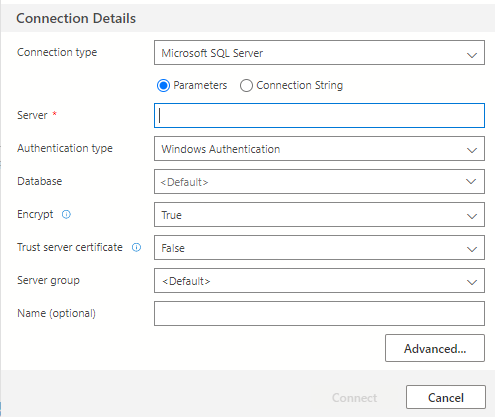 Connection Details
Connection type Microsoft SQL Server
Parameters Connection String
Server *
Authentication type Windows Authentication
Database <Default>
Encrypt True
Trust server certificate False
Server group <Default>
Name (optional)
Advanced...
Connect Cancel